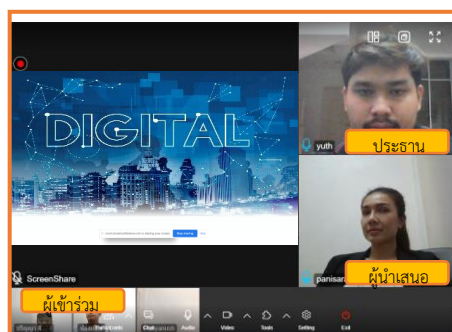 DIGITAL
yuth
ประธาน
ScreenShare
panisara
ผู้นำเสนอ
ผู้เข้าร่วม
Chat
Audio
Video
Tools
Setting
Exit